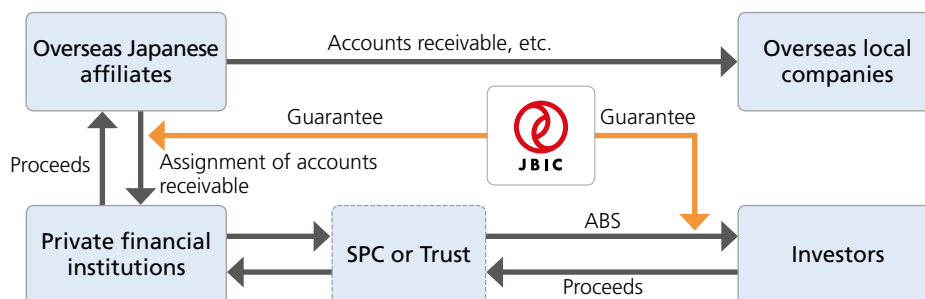 Overseas Japanese
affiliates
Accounts receivable, etc.
Overseas local
companies
Guarantee
JBIC
Guarantee
Proceeds
Assignment of accounts
receivable
Private financial
institutions
SPC or Trust
ABS
Investors
Proceeds